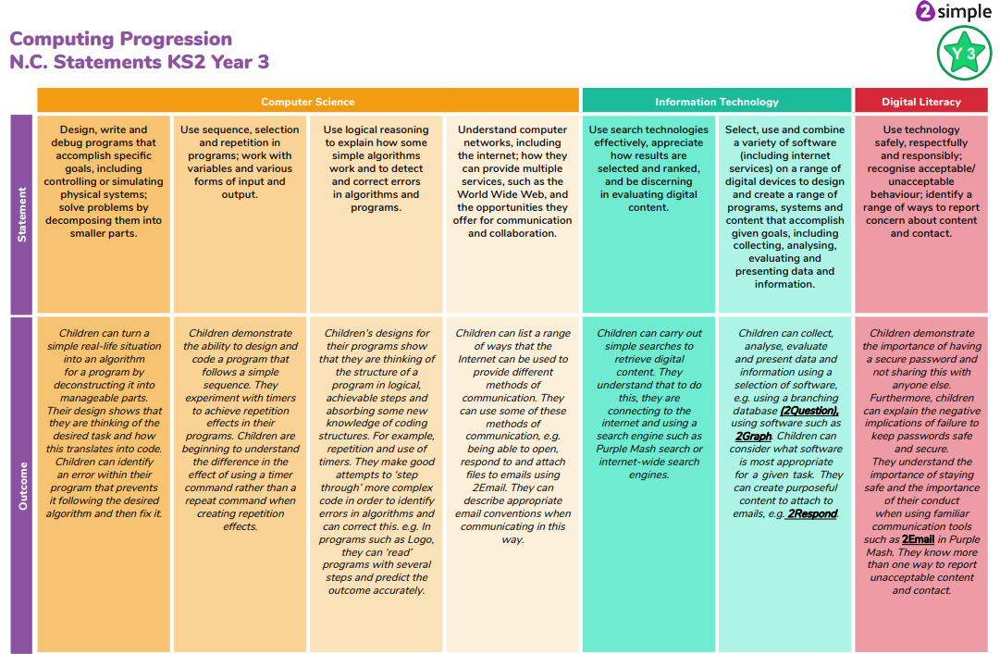 2 simple
Computing Progression
N.C. Statements KS2 Year 3
Y 3
Computer Science
Information Technology
Digital Literacy
Statement
Design, write and
debug programs that
accomplish specific
goals, including
controlling or simulating
physical systems;
solve problems by
decomposing them into
smaller parts.
Use sequence, selection
and repetition in
programs; work with
variables and various
forms of input and
output.
Use logical reasoning
to explain how some
simple algorithms
work and to detect
and correct errors
in algorithms and
programs.
Understand computer
networks, including
the internet; how they
can provide multiple
services, such as the
World Wide Web, and
the opportunities they
offer for communication
and collaboration.
Use search technologies
effectively, appreciate
how results are
selected and ranked,
and be discerning
in evaluating digital
content.
Select, use and combine
a variety of software
(including internet
services) on a range of
digital devices to design
and create a range of
programs, systems and
content that accomplish
given goals, including
collecting, analysing,
evaluating and
presenting data and
information.
Use technology
safely, respectfully
and responsibly;
recognise acceptable/
unacceptable
behaviour; identify a
range of ways to report
concern about content
and contact.
Outcome
Children can turn a
simple real-life situation
into an algorithm
for a program by
deconstructing it into
manageable parts.
Their design shows that
they are thinking of the
desired task and how
this translates into code.
Children can identify
an error within their
program that prevents
it following the desired
algorithm and then fix it.
Children demonstrate
the ability to design and
code a program that
follows a simple
sequence. They
experiment with timers
to achieve repetition
effects in their
programs. Children are
beginning to understand
the difference in the
effect of using a timer
command rather than a
repeat command when
creating repetition
effects.
Children's designs for
their programs show
that they are thinking of
the structure of a
program in logical,
achievable steps and
absorbing some new
knowledge of coding
structures. For example,
repetition and use of
timers. They make good
attempts to 'step
through' more complex
code in order to identify
errors in algorithms and
can correct this. e.g. In
programs such as Logo,
they can 'read'
programs with several
steps and predict the
outcome accurately.
Children can list a range
of ways that the
Internet can be used to
provide different
methods of
communication. They
can use some of these
methods of
communication, e.g.
being able to open,
respond to and attach
files to emails using
2Email. They can
describe appropriate
email conventions when
communicating in this
way.
Children can carry out
simple searches to
retrieve digital
content. They
understand that to do
this, they are
connecting to the
internet and using a
search engine such as
Purple Mash search or
internet-wide search
engines.
Children can collect,
analyse, evaluate
and present data and
information using a
selection of software,
e.g. using a branching
database (2Question),
using software such as
2Graph. Children can
consider what software
is most appropriate
for a given task. They
can create purposeful
content to attach to
emails, e.g. 2Respond.
Children demonstrate
the importance of having
a secure password and
not sharing this with
anyone else.
Furthermore, children
can explain the negative
implications of failure to
keep passwords safe
and secure.
They understand the
importance of staying
safe and the importance
of their conduct
when using familiar
communication tools
such as 2Email in Purple
Mash. They know more
than one way to report
unacceptable content
and contact.